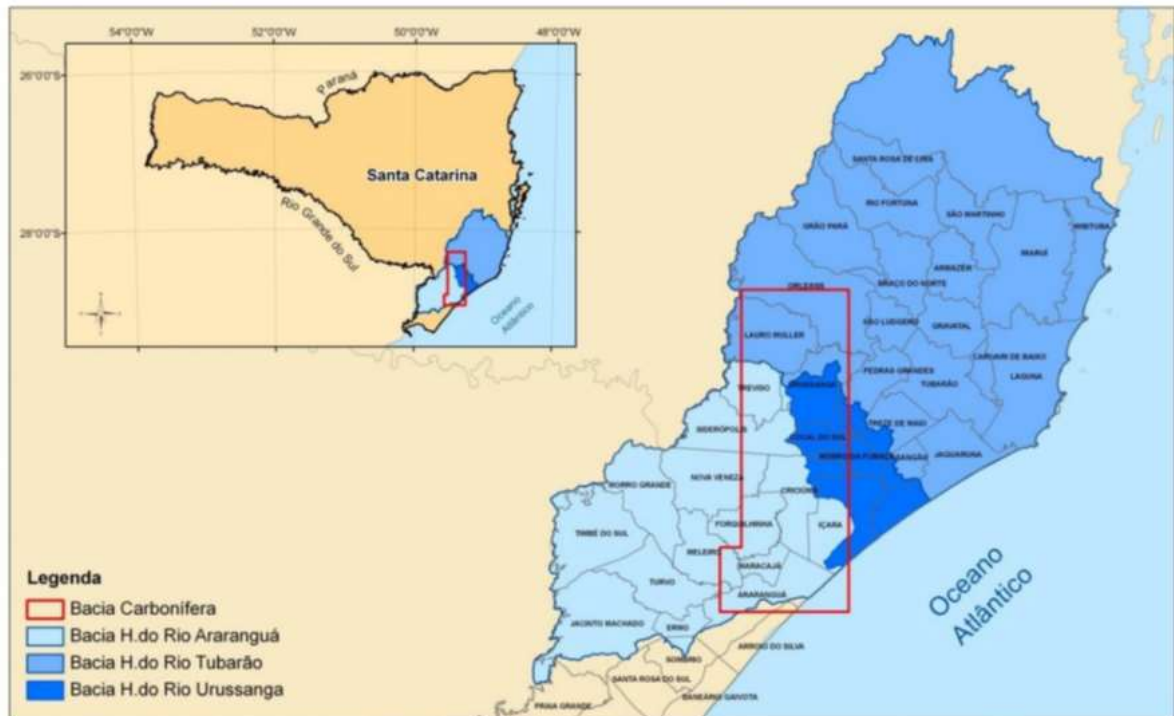 54°0'0"W
52°0'0"W
50°0'0"W
48°0'0"W
26°0'0"S
28°0'0"S
Paraná
Santa Catarina
Rio Grande do Sul
Oceano
Atlântico
SANTA ROSA DE LIMA
RIO FORTUNA
SÃO MARTINHO
GRÃO PARÁ
IMBITUBA
IMARUÍ
ARMAZÉM
ORLEANS
BRAÇO DO NORTE
SÃO LUDGERO
GRAVATAL
LAURO MULLER
CAPIVARI DE BAIXO
PEDRAS GRANDES
LAGUNA
TREVISO
URUSSANGA
TUBARÃO
TREZE DE MAIO
SIDERÓPOLIS
COCAL DO SUL
MORRO DA FUMAÇA
SANGÃO
JAGUARUNA
NOVA VENEZA
MORRO GRANDE
CRICIÚMA
FORQUILHINHA
IÇARA
TIMBÉ DO SUL
MELEIRO
MARACAJÁ
TURVO
ARARANGUÁ
JACINTO MACHADO
ERMO
ARROIO DO SILVA
SOMBRIO
SANTA ROSA DO SUL
BALNEÁRIO GAIVOTA
PRAIA GRANDE
Oceano
Atlântico
Legenda
Bacia Carbonífera
Bacia H.do Rio Araranguá
Bacia H.do Rio Tubarão
Bacia H.do Rio Urussanga